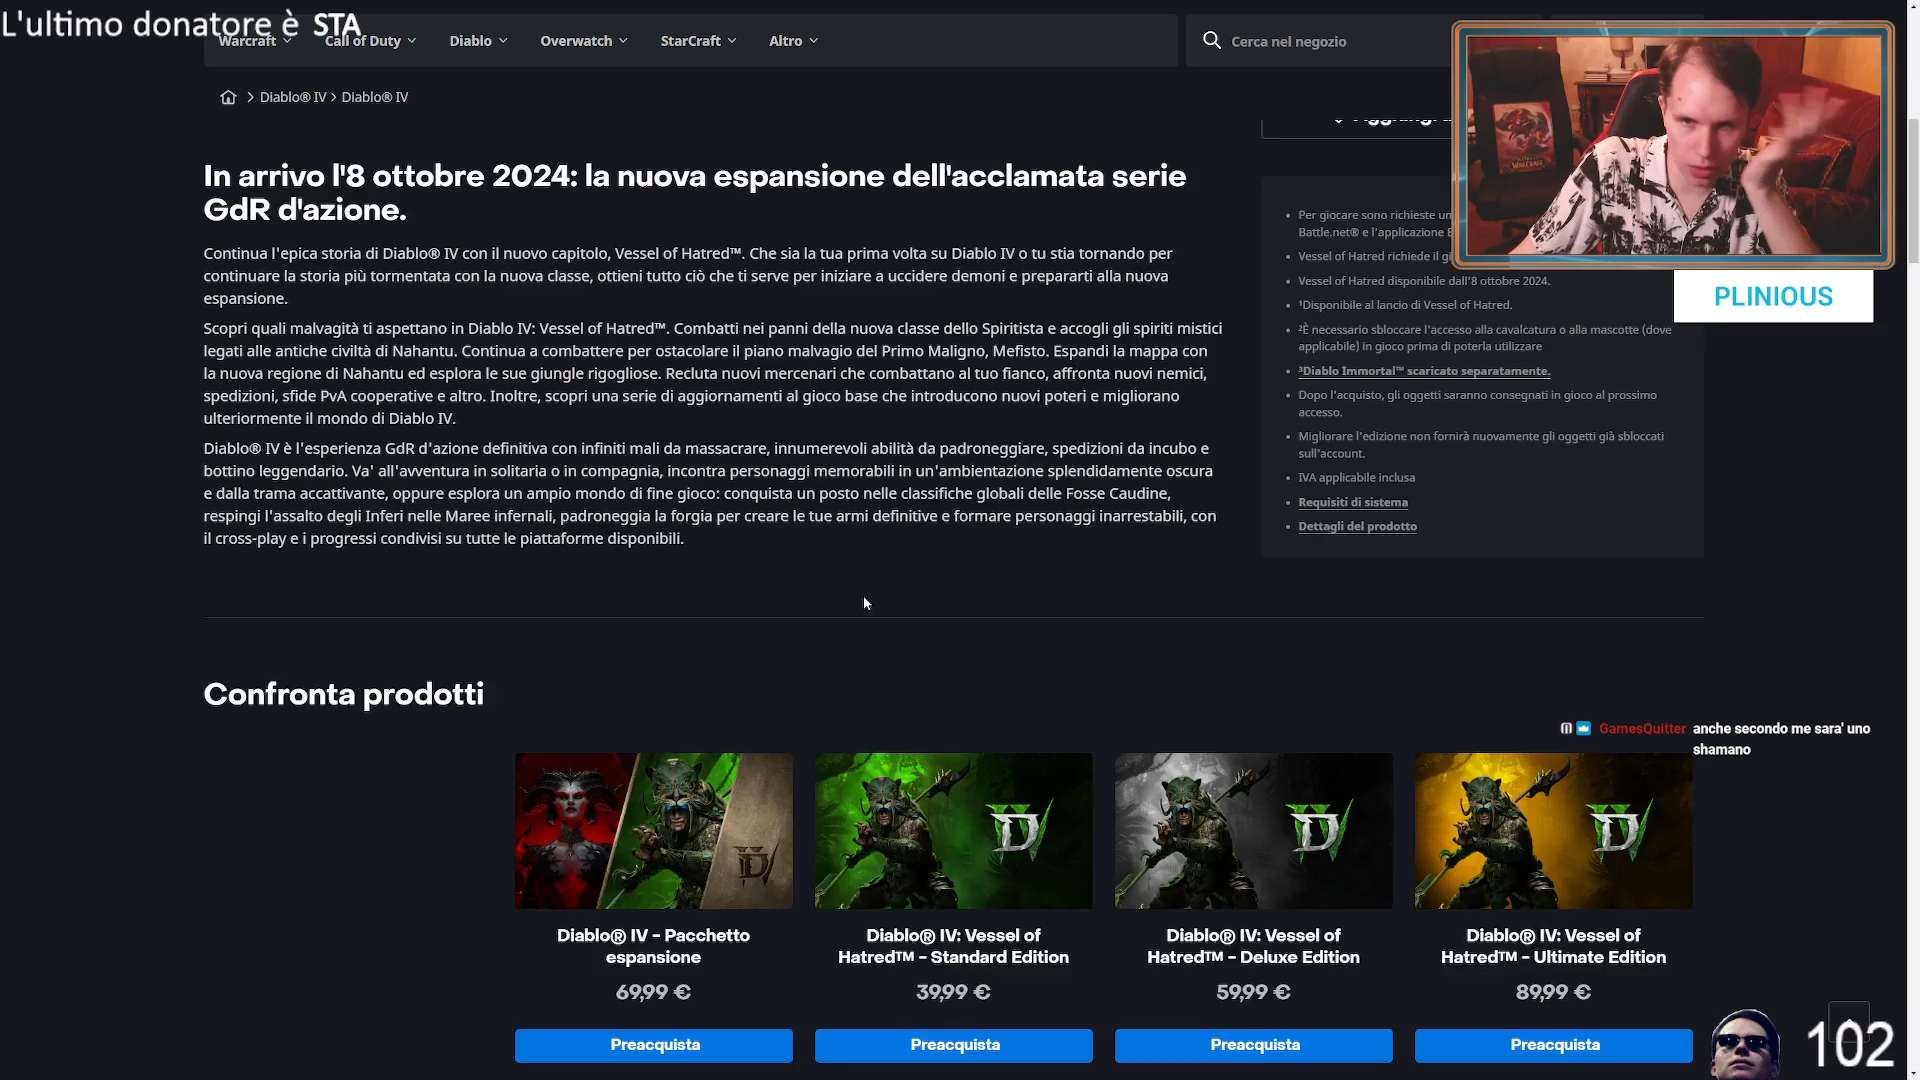 L'ultimo donatore è STA
Warcraft
Call of Duty
Diablo
Overwatch
StarCraft
Altro
Cerca nel negozio
Diablo® IV > Diablo® IV
In arrivo l'8 ottobre 2024: la nuova espansione dell'acclamata serie
GdR d'azione.
Continua l'epica storia di Diablo® IV con il nuovo capitolo, Vessel of Hatred™. Che sia la tua prima volta su Diablo IV o tu stia tornando per
continuare la storia più tormentata con la nuova classe, ottieni tutto ciò che ti serve per iniziare a uccidere demoni e prepararti alla nuova
espansione.
Scopri quali malvagità ti aspettano in Diablo IV: Vessel of Hatred™. Combatti nei panni della nuova classe dello Spiritista e accogli gli spiriti mistici
legati alle antiche civiltà di Nahantu. Continua a combattere per ostacolare il piano malvagio del Primo Maligno, Mefisto. Espandi la mappa con
la nuova regione di Nahantu ed esplora le sue giungle rigogliose. Recluta nuovi mercenari che combattano al tuo fianco, affronta nuovi nemici,
spedizioni, sfide PvA cooperative e altro. Inoltre, scopri una serie di aggiornamenti al gioco base che introducono nuovi poteri e migliorano
ulteriormente il mondo di Diablo IV.
Diablo® IV è l'esperienza GdR d'azione definitiva con infiniti mali da massacrare, innumerevoli abilità da padroneggiare, spedizioni da incubo e
bottino leggendario. Va' all'avventura in solitaria o in compagnia, incontra personaggi memorabili in un'ambientazione splendidamente oscura
e dalla trama accattivante, oppure esplora un ampio mondo di fine gioco: conquista un posto nelle classifiche globali delle Fosse Caudine,
respingi l'assalto degli Inferi nelle Maree infernali, padroneggia la forgia per creare le tue armi definitive e formare personaggi inarrestabili, con
il cross-play e i progressi condivisi su tutte le piattaforme disponibili.
Per giocare sono richieste un
Battle.net® e l'applicazione
Vessel of Hatred richiede il gi
Vessel of Hatred disponibile dall'8 ottobre 2024.
¹Disponibile al lancio di Vessel of Hatred.
²È necessario sbloccare l'accesso alla cavalcatura o alla mascotte (dove
applicabile) in gioco prima di poterla utilizzare
³Diablo Immortal™ scaricato separatamente.
Dopo l'acquisto, gli oggetti saranno consegnati in gioco al prossimo
accesso.
Migliorare l'edizione non fornirà nuovamente gli oggetti già sbloccati
sull'account.
IVA applicabile inclusa
Requisiti di sistema
Dettagli del prodotto
WARCRAFT
PLINIOUS
Confronta prodotti
GamesQuitter anche secondo me sara' uno
shamano
Diablo® IV – Pacchetto
espansione
69,99 €
Preacquista
Diablo® IV: Vessel of
Hatred™ – Standard Edition
39,99 €
Preacquista
Diablo® IV: Vessel of
Hatred™ – Deluxe Edition
59,99 €
Preacquista
Diablo® IV: Vessel of
Hatred™ – Ultimate Edition
89,99 €
Preacquista
102